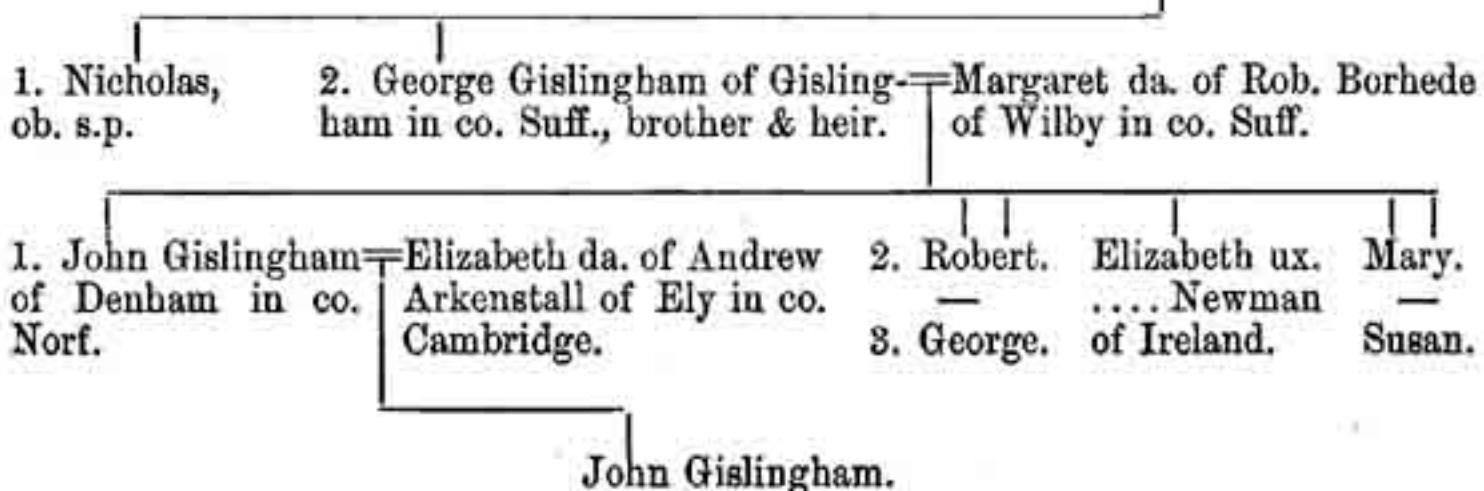 1. Nicholas,
ob. s.p.
2. George Gislingham of Gisling-
ham in co. Suff., brother & heir.
Margaret da. of Rob. Borhede
of Wilby in co. Suff.
1. John Gislingham
of Denham in co.
Norf.
Elizabeth da. of Andrew
Arkenstall of Ely in co.
Cambridge.
2. Robert.
—
3. George.
Elizabeth ux.
.... Newman
of Ireland.
Mary.
—
Susan.
John Gislingham.